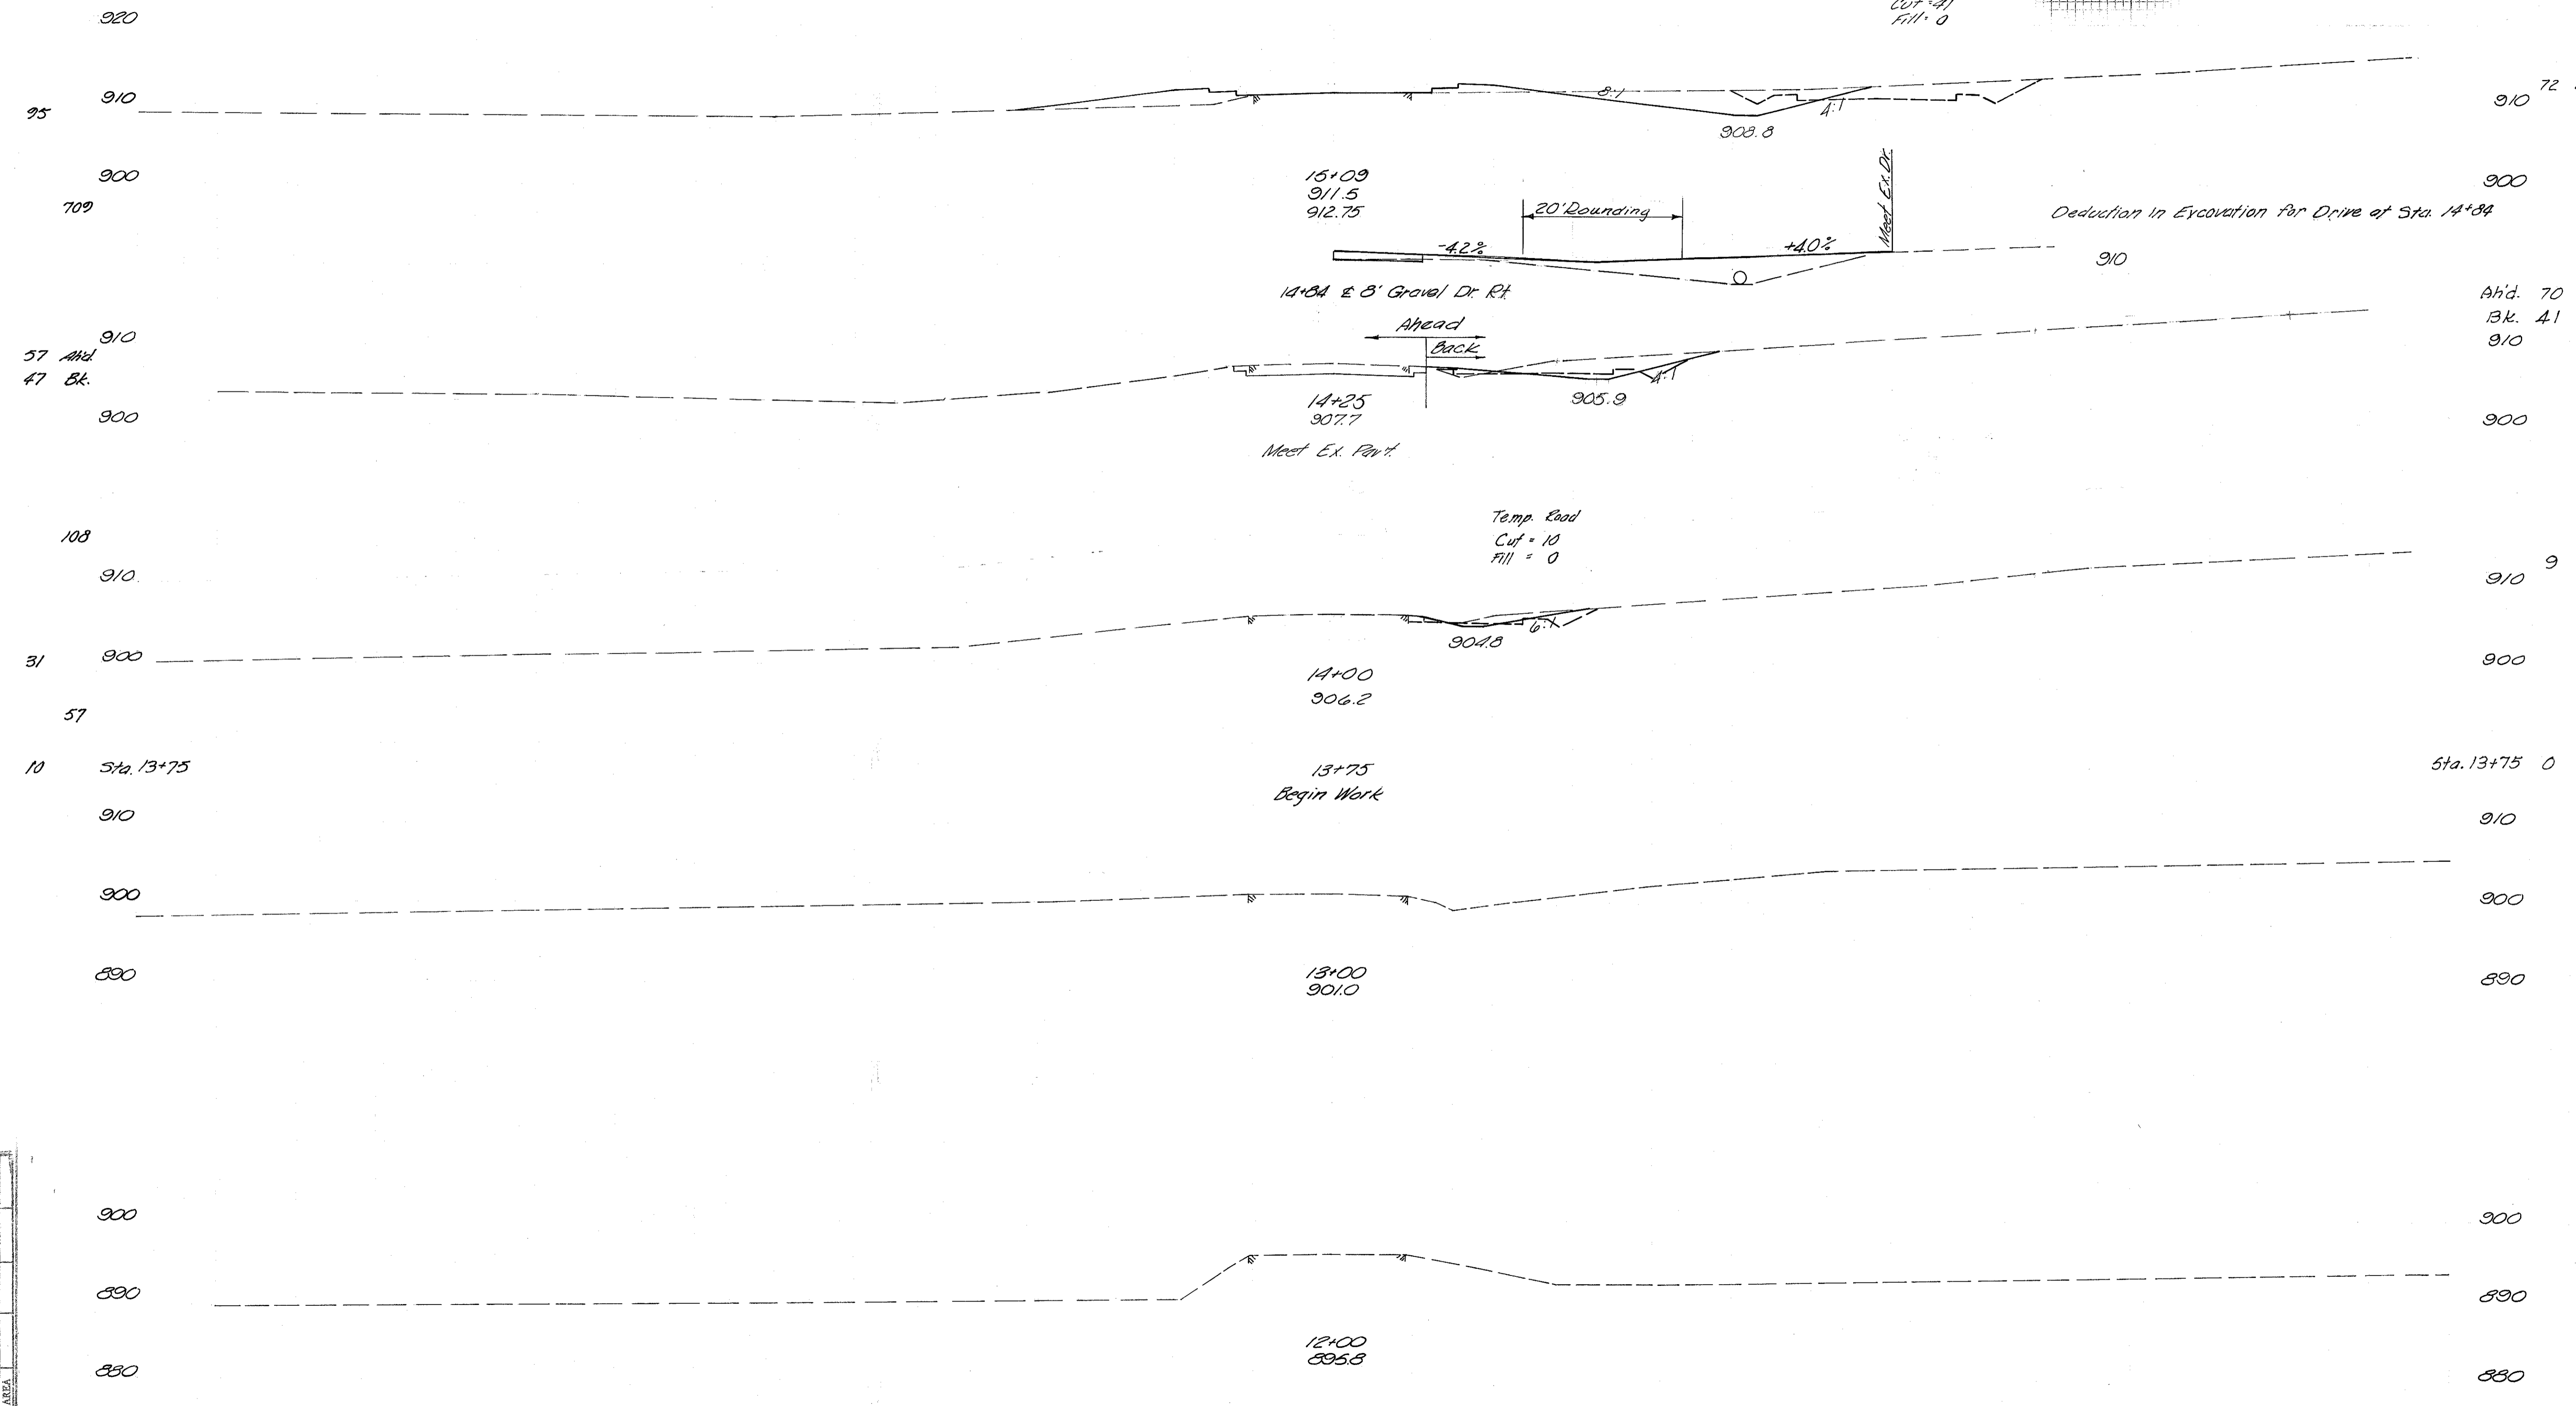 920
Cut = 41
Fill = 0
910
910 72
95
8:1
4:1
908.8
900
15+09
911.5
912.75
Meet Ex. Dr.
900
709
20' Rounding
Deduction In Excavation for Drive at Sta. 14+84
-4.2%
+4.0%
910
14+84 ℄ 8' Gravel Dr. Rt.
Ah'd. 70
Bk. 41
Ahead
910
910
Back
57 Ahd.
47 Bk.
4:1
905.9
900
14+25
907.7
900
Meet Ex. Pav't.
Temp. Road
Cut = 10
Fill = 0
108
910
910 9
6:1
904.8
31 900
900
14+00
906.2
57
10 Sta. 13+75
13+75
Begin Work
Sta. 13+75 0
910
910
900
900
890
13+00
901.0
890
900
900
890
890
12+00
895.8
880
880
AREA